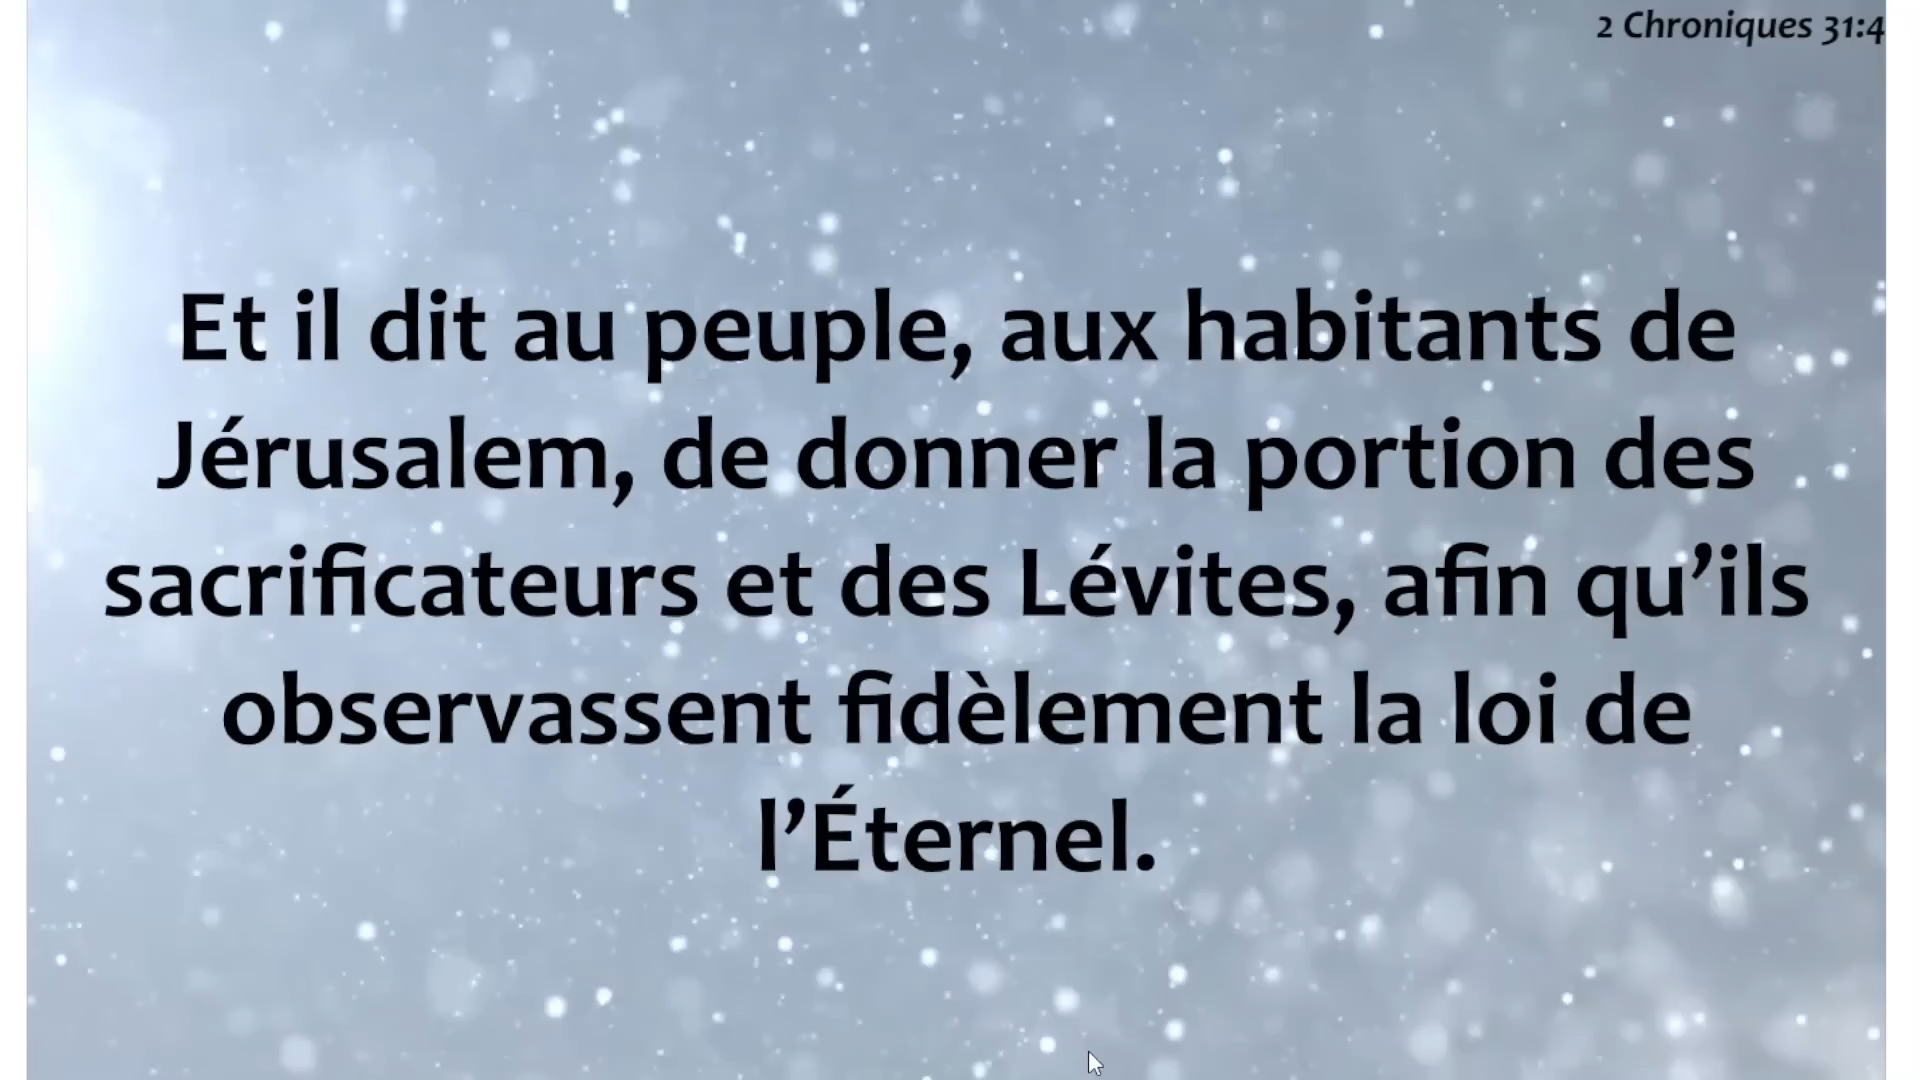 2 Chroniques 31:4
Et il dit au peuple, aux habitants de
Jérusalem, de donner la portion des
sacrificateurs et des Lévites, afin qu’ils
observassent fidèlement la loi de
l’Éternel.